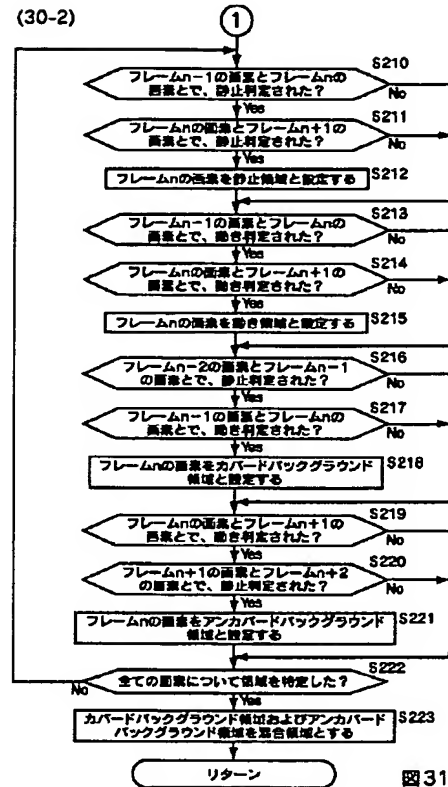 (30-2)
1
フレームn-1の画素とフレームnの
画素とで、静止判定された?
S210
No
Yes
フレームnの画素とフレームn+1の
画素とで、静止判定された?
S211
No
Yes
フレームnの画素を静止領域と設定する
S212
フレームn-1の画素とフレームnの
画素とで、動き判定された?
S213
No
Yes
フレームnの画素とフレームn+1の
画素とで、動き判定された?
S214
No
Yes
フレームnの画素を動き領域と設定する
S215
フレームn-2の画素とフレームn-1
の画素とで、静止判定された?
S216
No
Yes
フレームn-1の画素とフレームnの
画素とで、動き判定された?
S217
No
Yes
フレームnの画素をカバードバックグラウンド
領域と設定する
S218
フレームnの画素とフレームn+1の
画素とで、動き判定された?
S219
No
Yes
フレームn+1の画素とフレームn+2
の画素とで、静止判定された?
S220
No
Yes
フレームnの画素をアンカバードバックグラウンド
領域と設定する
S221
全ての画素について領域を特定した?
S222
No
Yes
カバードバックグラウンド領域およびアンカバード
バックグラウンド領域を混合領域とする
S223
リターン
図31